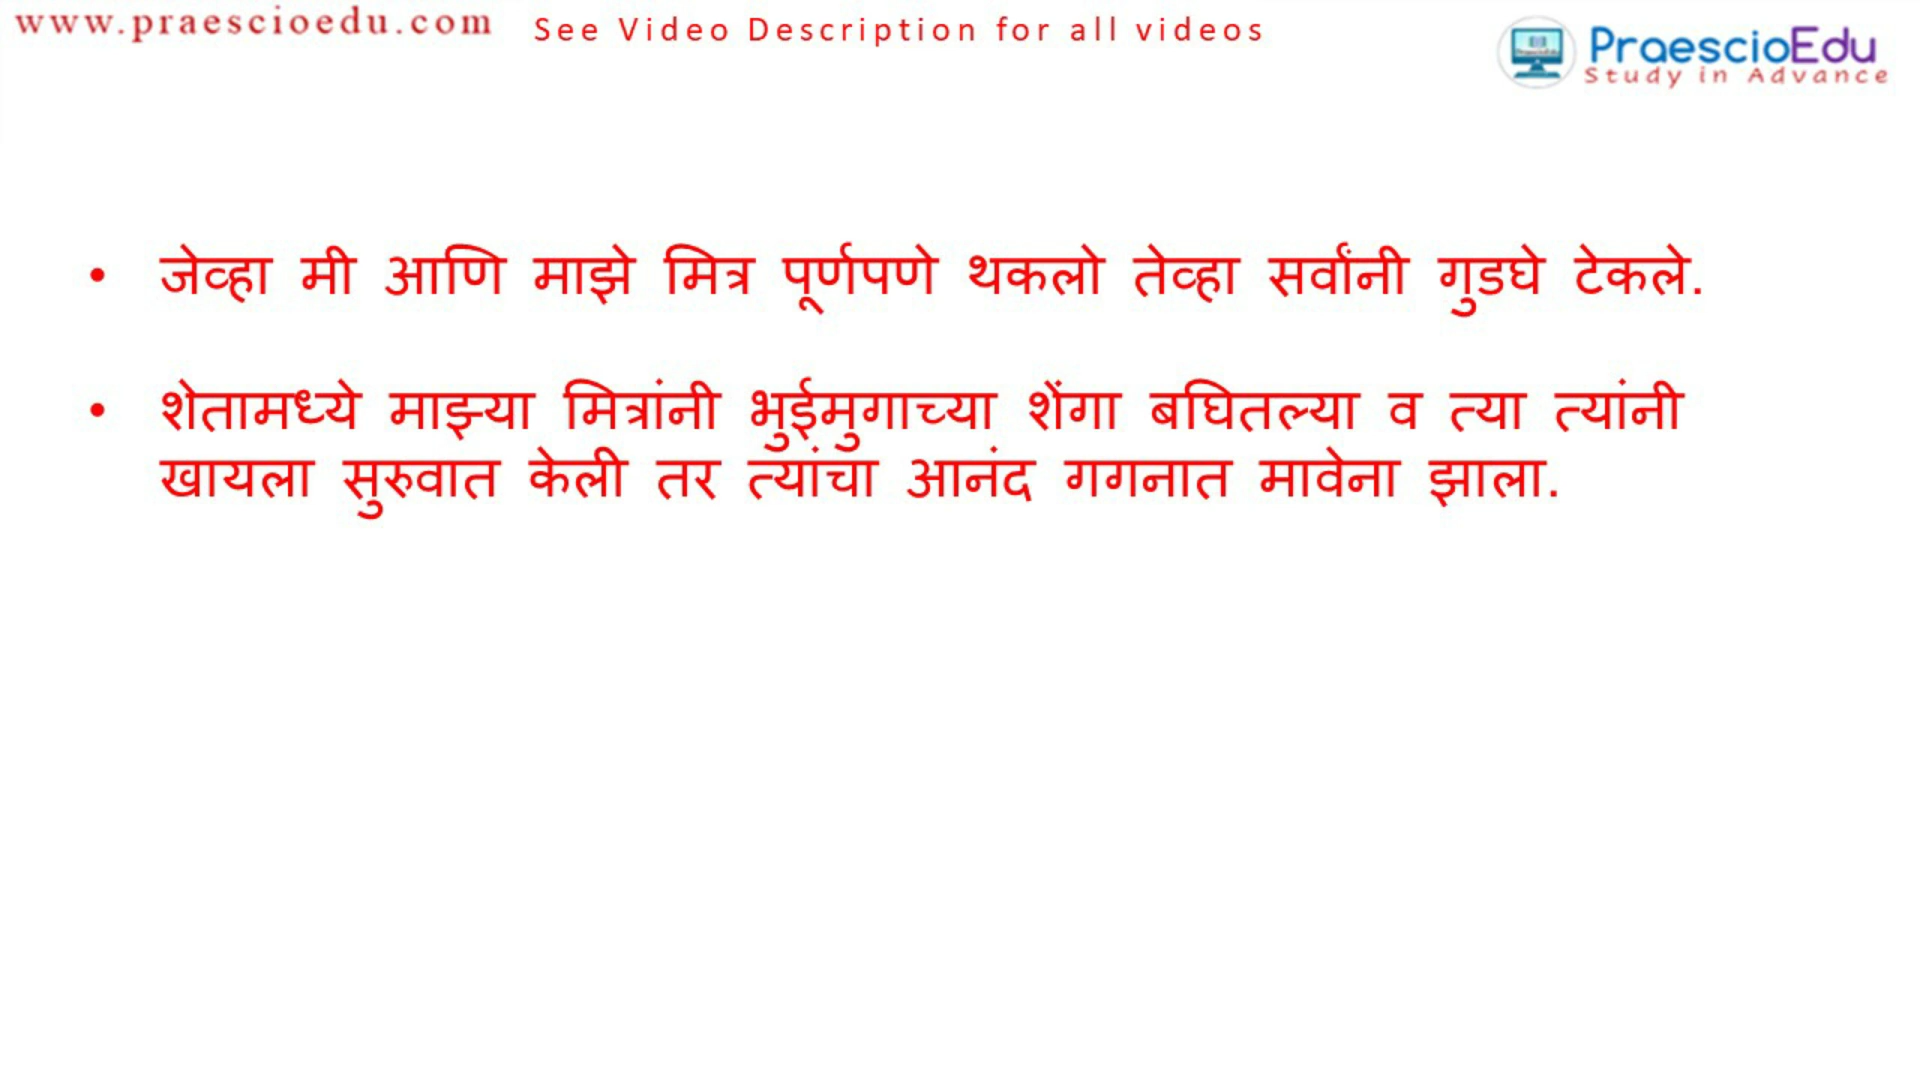 www.praescioedu.com See Video Description for all videos
PraescioEdu
Study in Advance
• जेव्हा मी आणि माझे मित्र पूर्णपणे थकलो तेव्हा सर्वांनी गुडघे टेकले.
• शेतामध्ये माझ्या मित्रांनी भुईमुगाच्या शेंगा बघितल्या व त्या त्यांनी
खायला सुरुवात केली तर त्यांचा आनंद गगनात मावेना झाला.